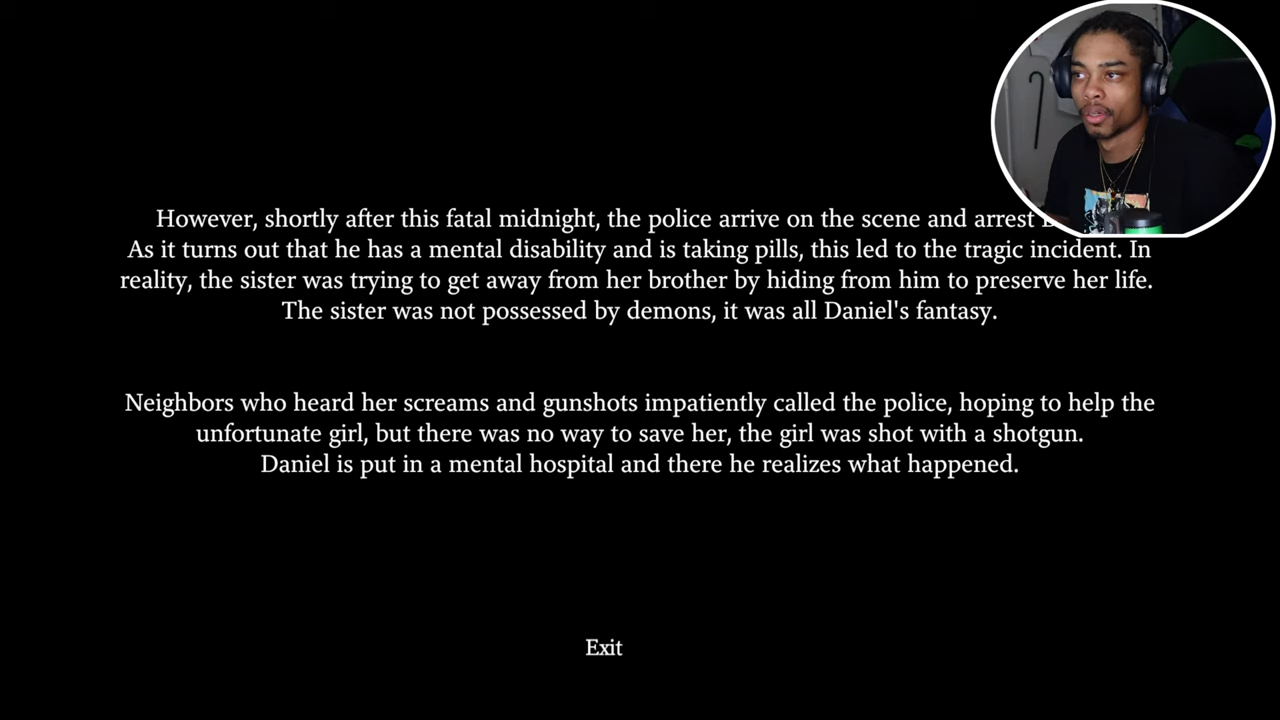 However, shortly after this fatal midnight, the police arrive on the scene and arrest
As it turns out that he has a mental disability and is taking pills, this led to the tragic incident. In
reality, the sister was trying to get away from her brother by hiding from him to preserve her life.
The sister was not possessed by demons, it was all Daniel's fantasy.
Neighbors who heard her screams and gunshots impatiently called the police, hoping to help the
unfortunate girl, but there was no way to save her, the girl was shot with a shotgun.
Daniel is put in a mental hospital and there he realizes what happened.
Exit